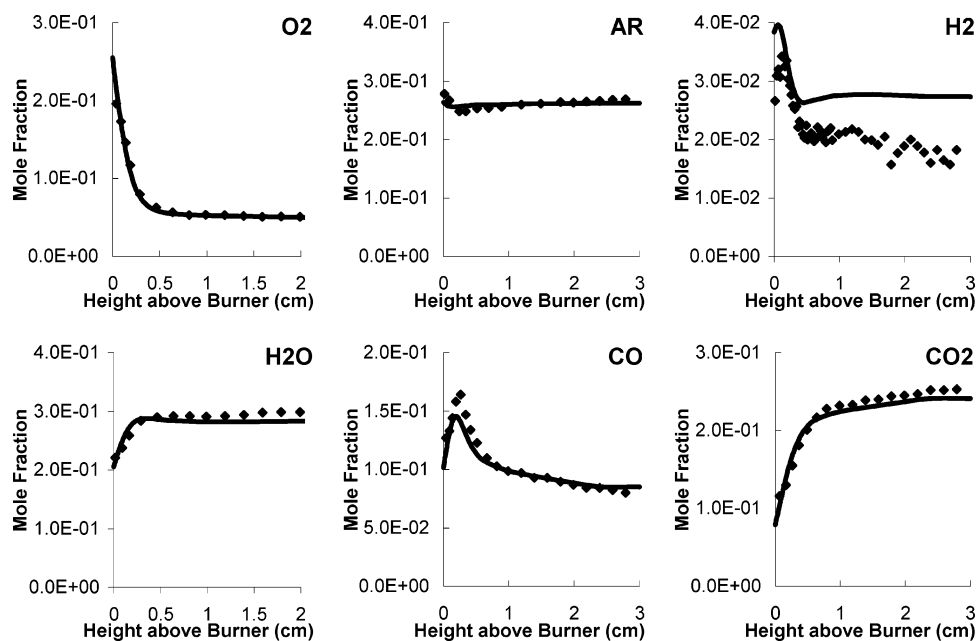 O2
Mole Fraction
3.0E-01
2.0E-01
1.0E-01
0.0E+00
0 0.5 1 1.5 2
Height above Burner (cm)
AR
Mole Fraction
4.0E-01
3.0E-01
2.0E-01
1.0E-01
0.0E+00
0 1 2 3
Height above Burner (cm)
H2
Mole Fraction
4.0E-02
3.0E-02
2.0E-02
1.0E-02
0.0E+00
0 1 2 3
Height above Burner (cm)
H2O
Mole Fraction
4.0E-01
3.0E-01
2.0E-01
1.0E-01
0.0E+00
0 0.5 1 1.5 2
Height above Burner (cm)
CO
Mole Fraction
2.0E-01
1.5E-01
1.0E-01
5.0E-02
0.0E+00
0 1 2 3
Height above Burner (cm)
CO2
Mole Fraction
3.0E-01
2.0E-01
1.0E-01
0.0E+00
0 1 2 3
Height above Burner (cm)